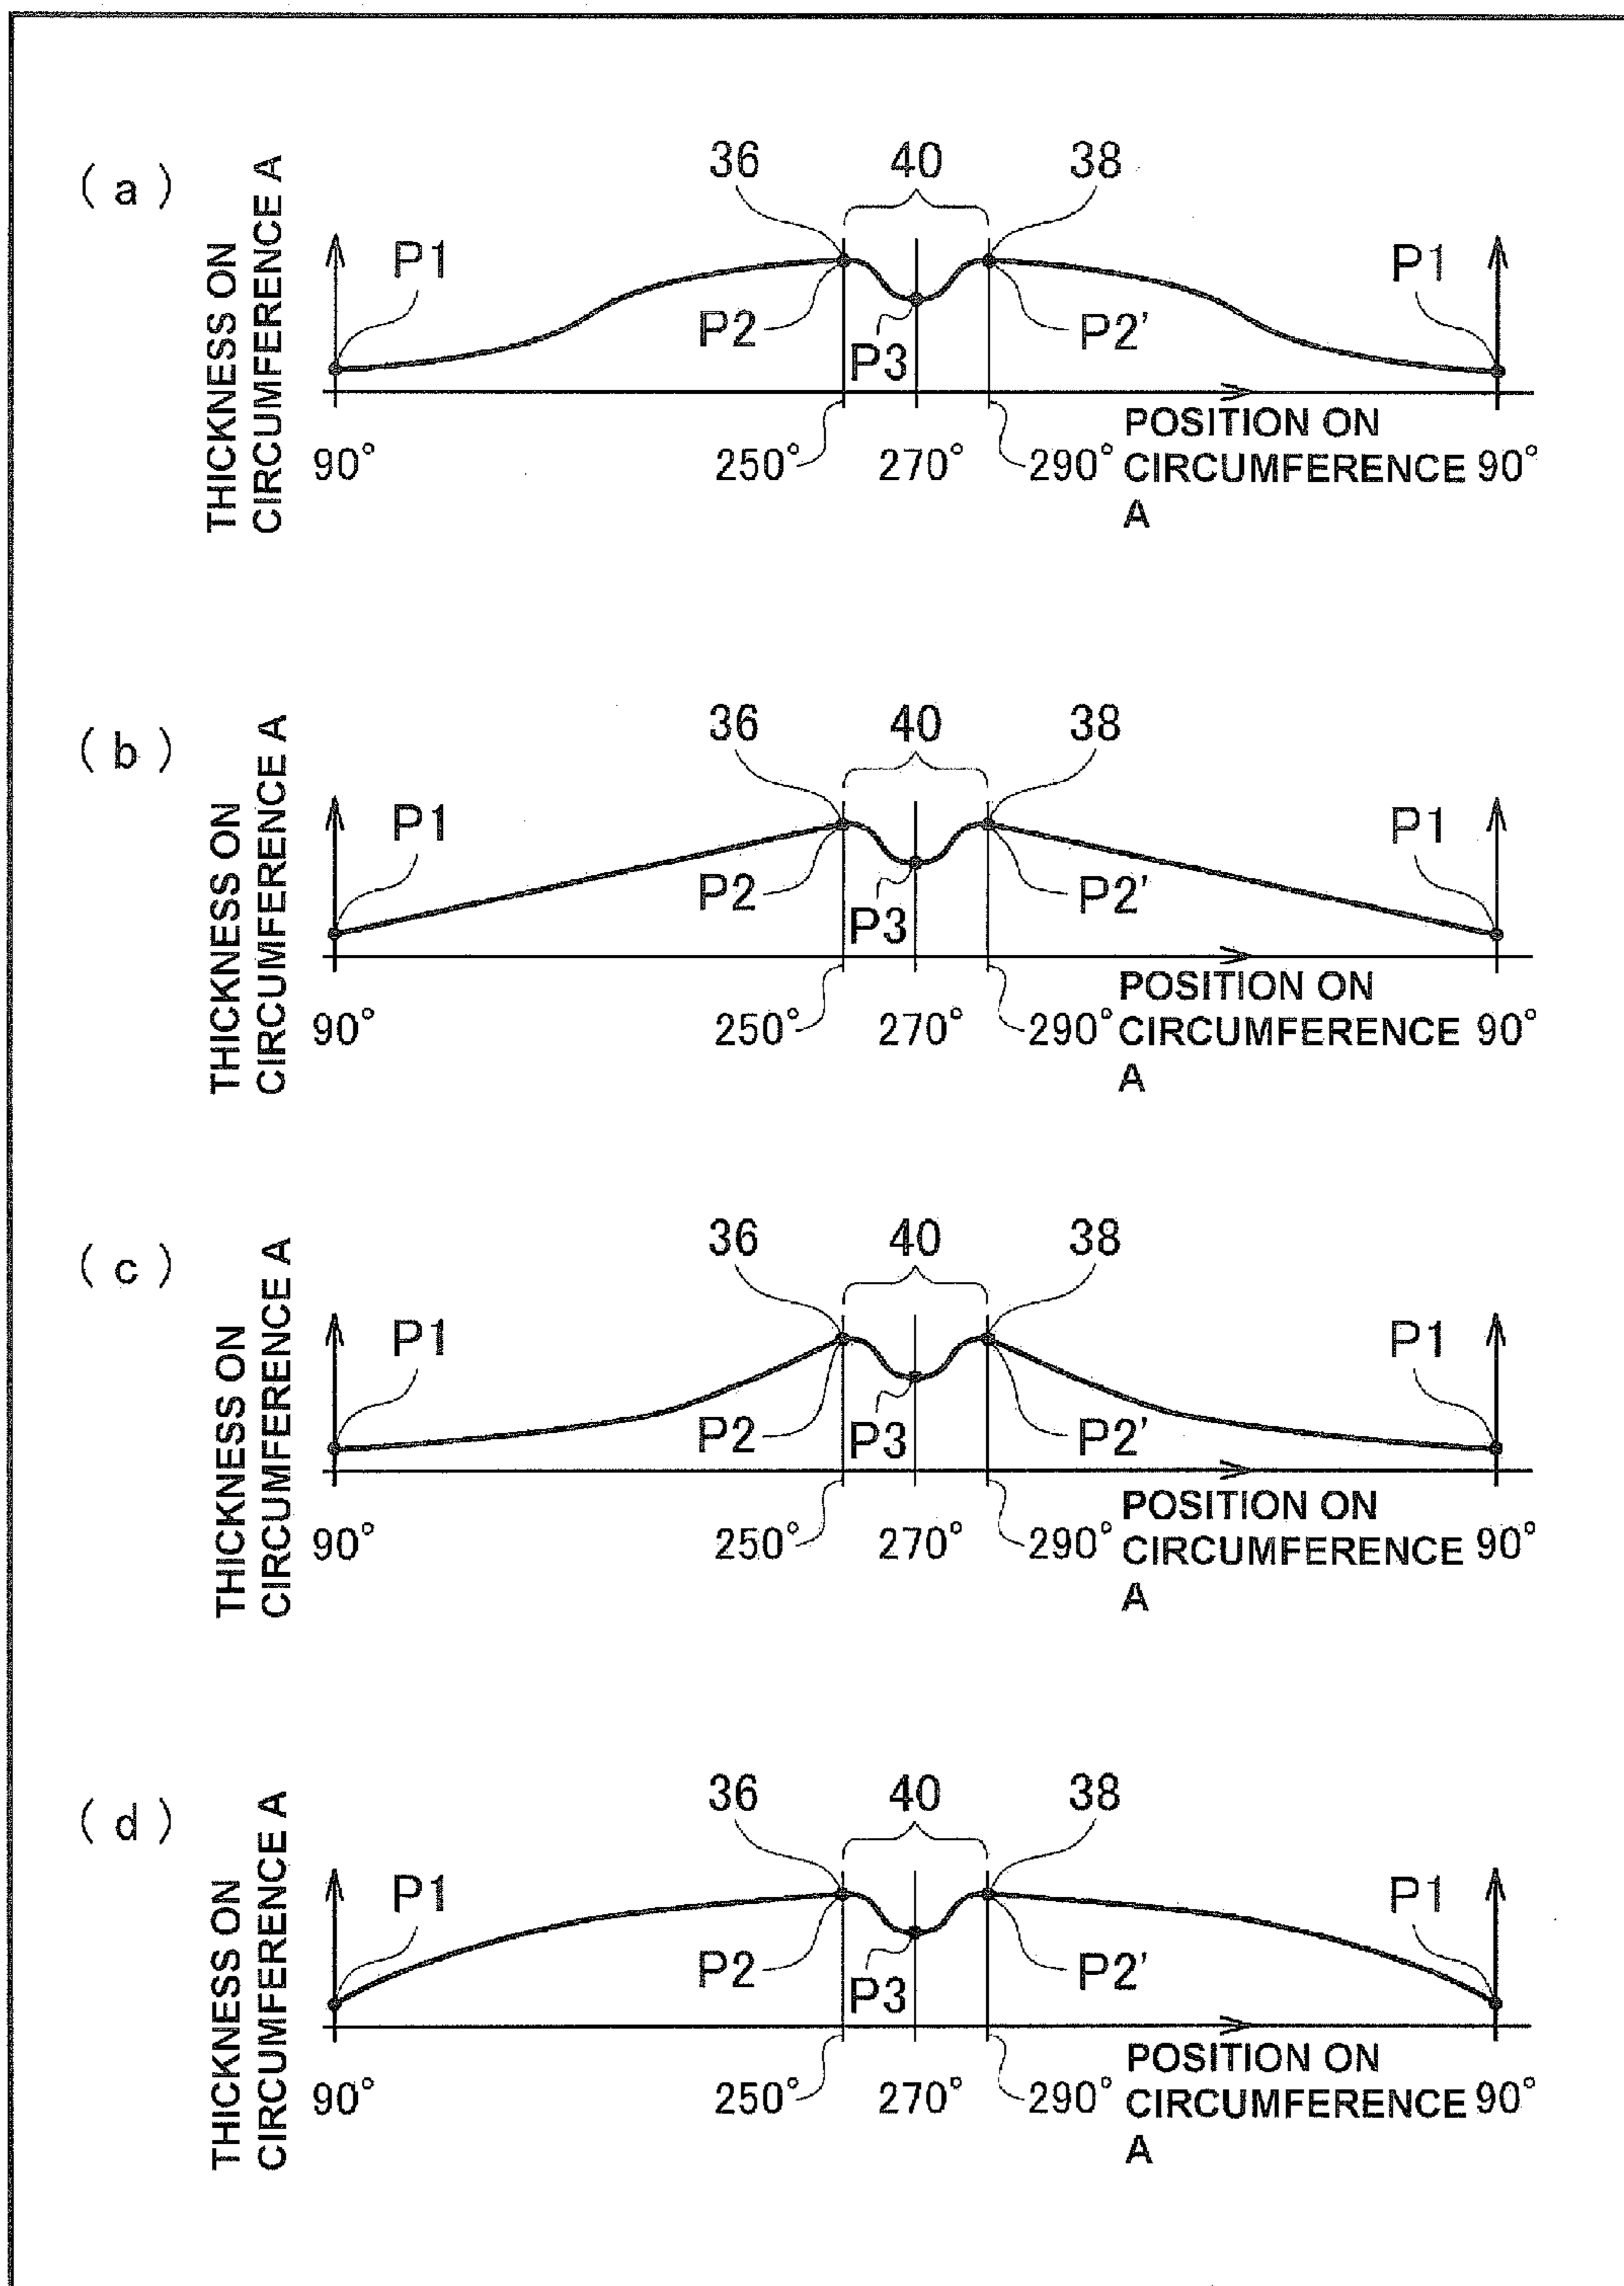 (a)
THICKNESS ON
CIRCUMFERENCE A
36
40
38
P1
P1
P2
P3
P2'
90°
250°
270°
290°
POSITION ON
CIRCUMFERENCE
A
90°
(b)
THICKNESS ON
CIRCUMFERENCE A
36
40
38
P1
P1
P2
P3
P2'
90°
250°
270°
290°
POSITION ON
CIRCUMFERENCE
A
90°
(c)
THICKNESS ON
CIRCUMFERENCE A
36
40
38
P1
P1
P2
P3
P2'
90°
250°
270°
290°
POSITION ON
CIRCUMFERENCE
A
90°
(d)
THICKNESS ON
CIRCUMFERENCE A
36
40
38
P1
P1
P2
P3
P2'
90°
250°
270°
290°
POSITION ON
CIRCUMFERENCE
A
90°